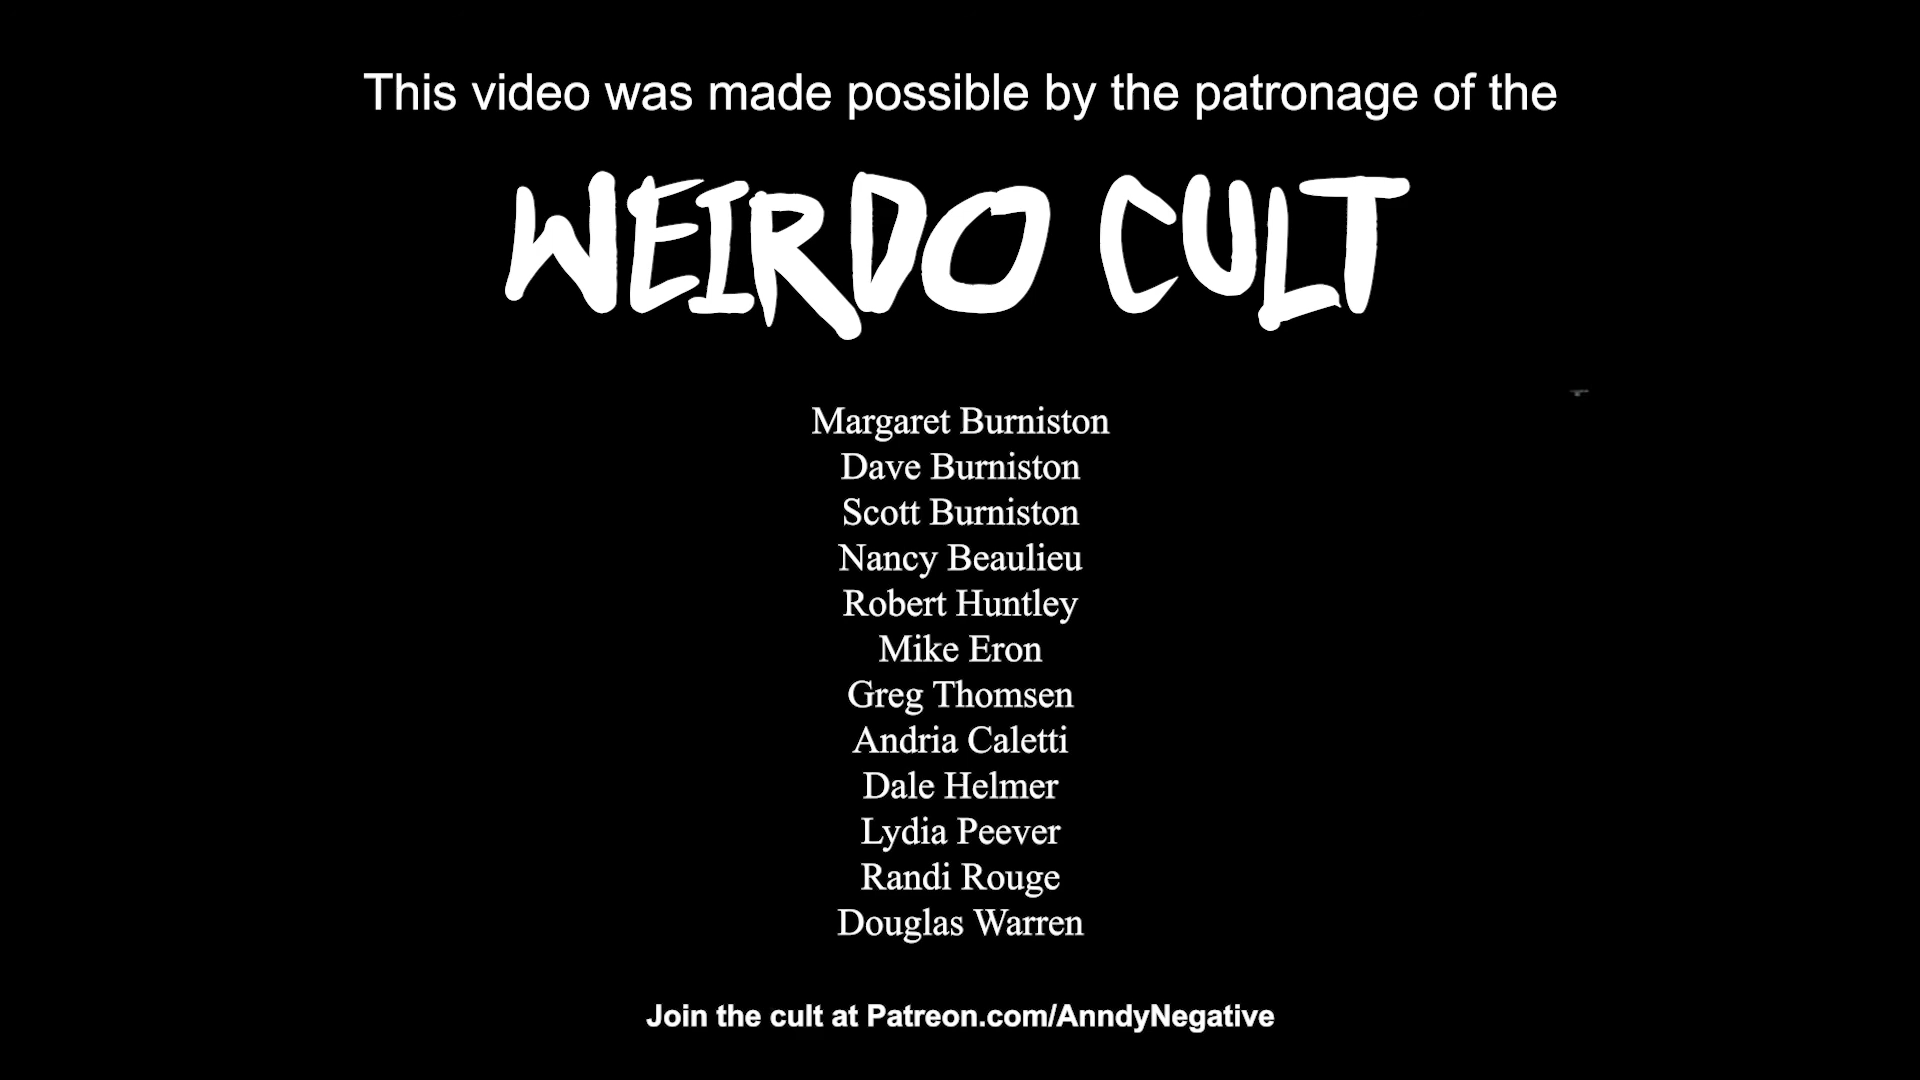 This video was made possible by the patronage of the
WEIRDO CULT
Margaret Burniston
Dave Burniston
Scott Burniston
Nancy Beaulieu
Robert Huntley
Mike Eron
Greg Thomsen
Andria Caletti
Dale Helmer
Lydia Peever
Randi Rouge
Douglas Warren
Join the cult at Patreon.com/AnndyNegative